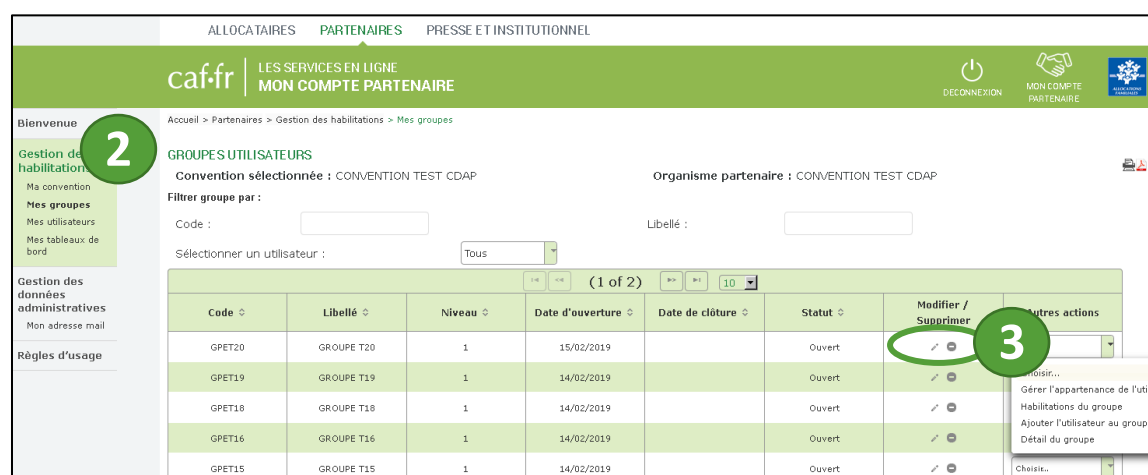 ALLOCATAIRES PARTENAIRES PRESSE ET INSTITUTIONNEL
caf.fr LES SERVICES EN LIGNE
MON COMPTE PARTENAIRE
DECONNEXION
MON COMPTE
PARTENAIRE
ALLOCATIONS
FAMILIALES
Bienvenue
2
Gestion de
habilitation
Ma convention
Mes groupes
Mes utilisateurs
Mes tableaux de
bord
Gestion des
données
administratives
Mon adresse mail
Règles d'usage
Accueil > Partenaires > Gestion des habilitations > Mes groupes
GROUPES UTILISATEURS
Convention sélectionnée : CONVENTION TEST CDAP Organisme partenaire : CONVENTION TEST CDAP
Filtrer groupe par :
Code : Libellé :
Sélectionner un utilisateur : Tous
(1 of 2) 10
Code Libellé Niveau Date d'ouverture Date de clôture Statut Modifier / Supprimer utres actions
GPET20 GROUPE T20 1 15/02/2019 Ouvert
3
GPET19 GROUPE T19 1 14/02/2019 Ouvert
GPET18 GROUPE T18 1 14/02/2019 Ouvert
GPET16 GROUPE T16 1 14/02/2019 Ouvert
GPET15 GROUPE T15 1 14/02/2019 Ouvert Choisir...
hoisir...
Gérer l'appartenance de l'uti
Habilitations du groupe
Ajouter l'utilisateur au group
Détail du groupe